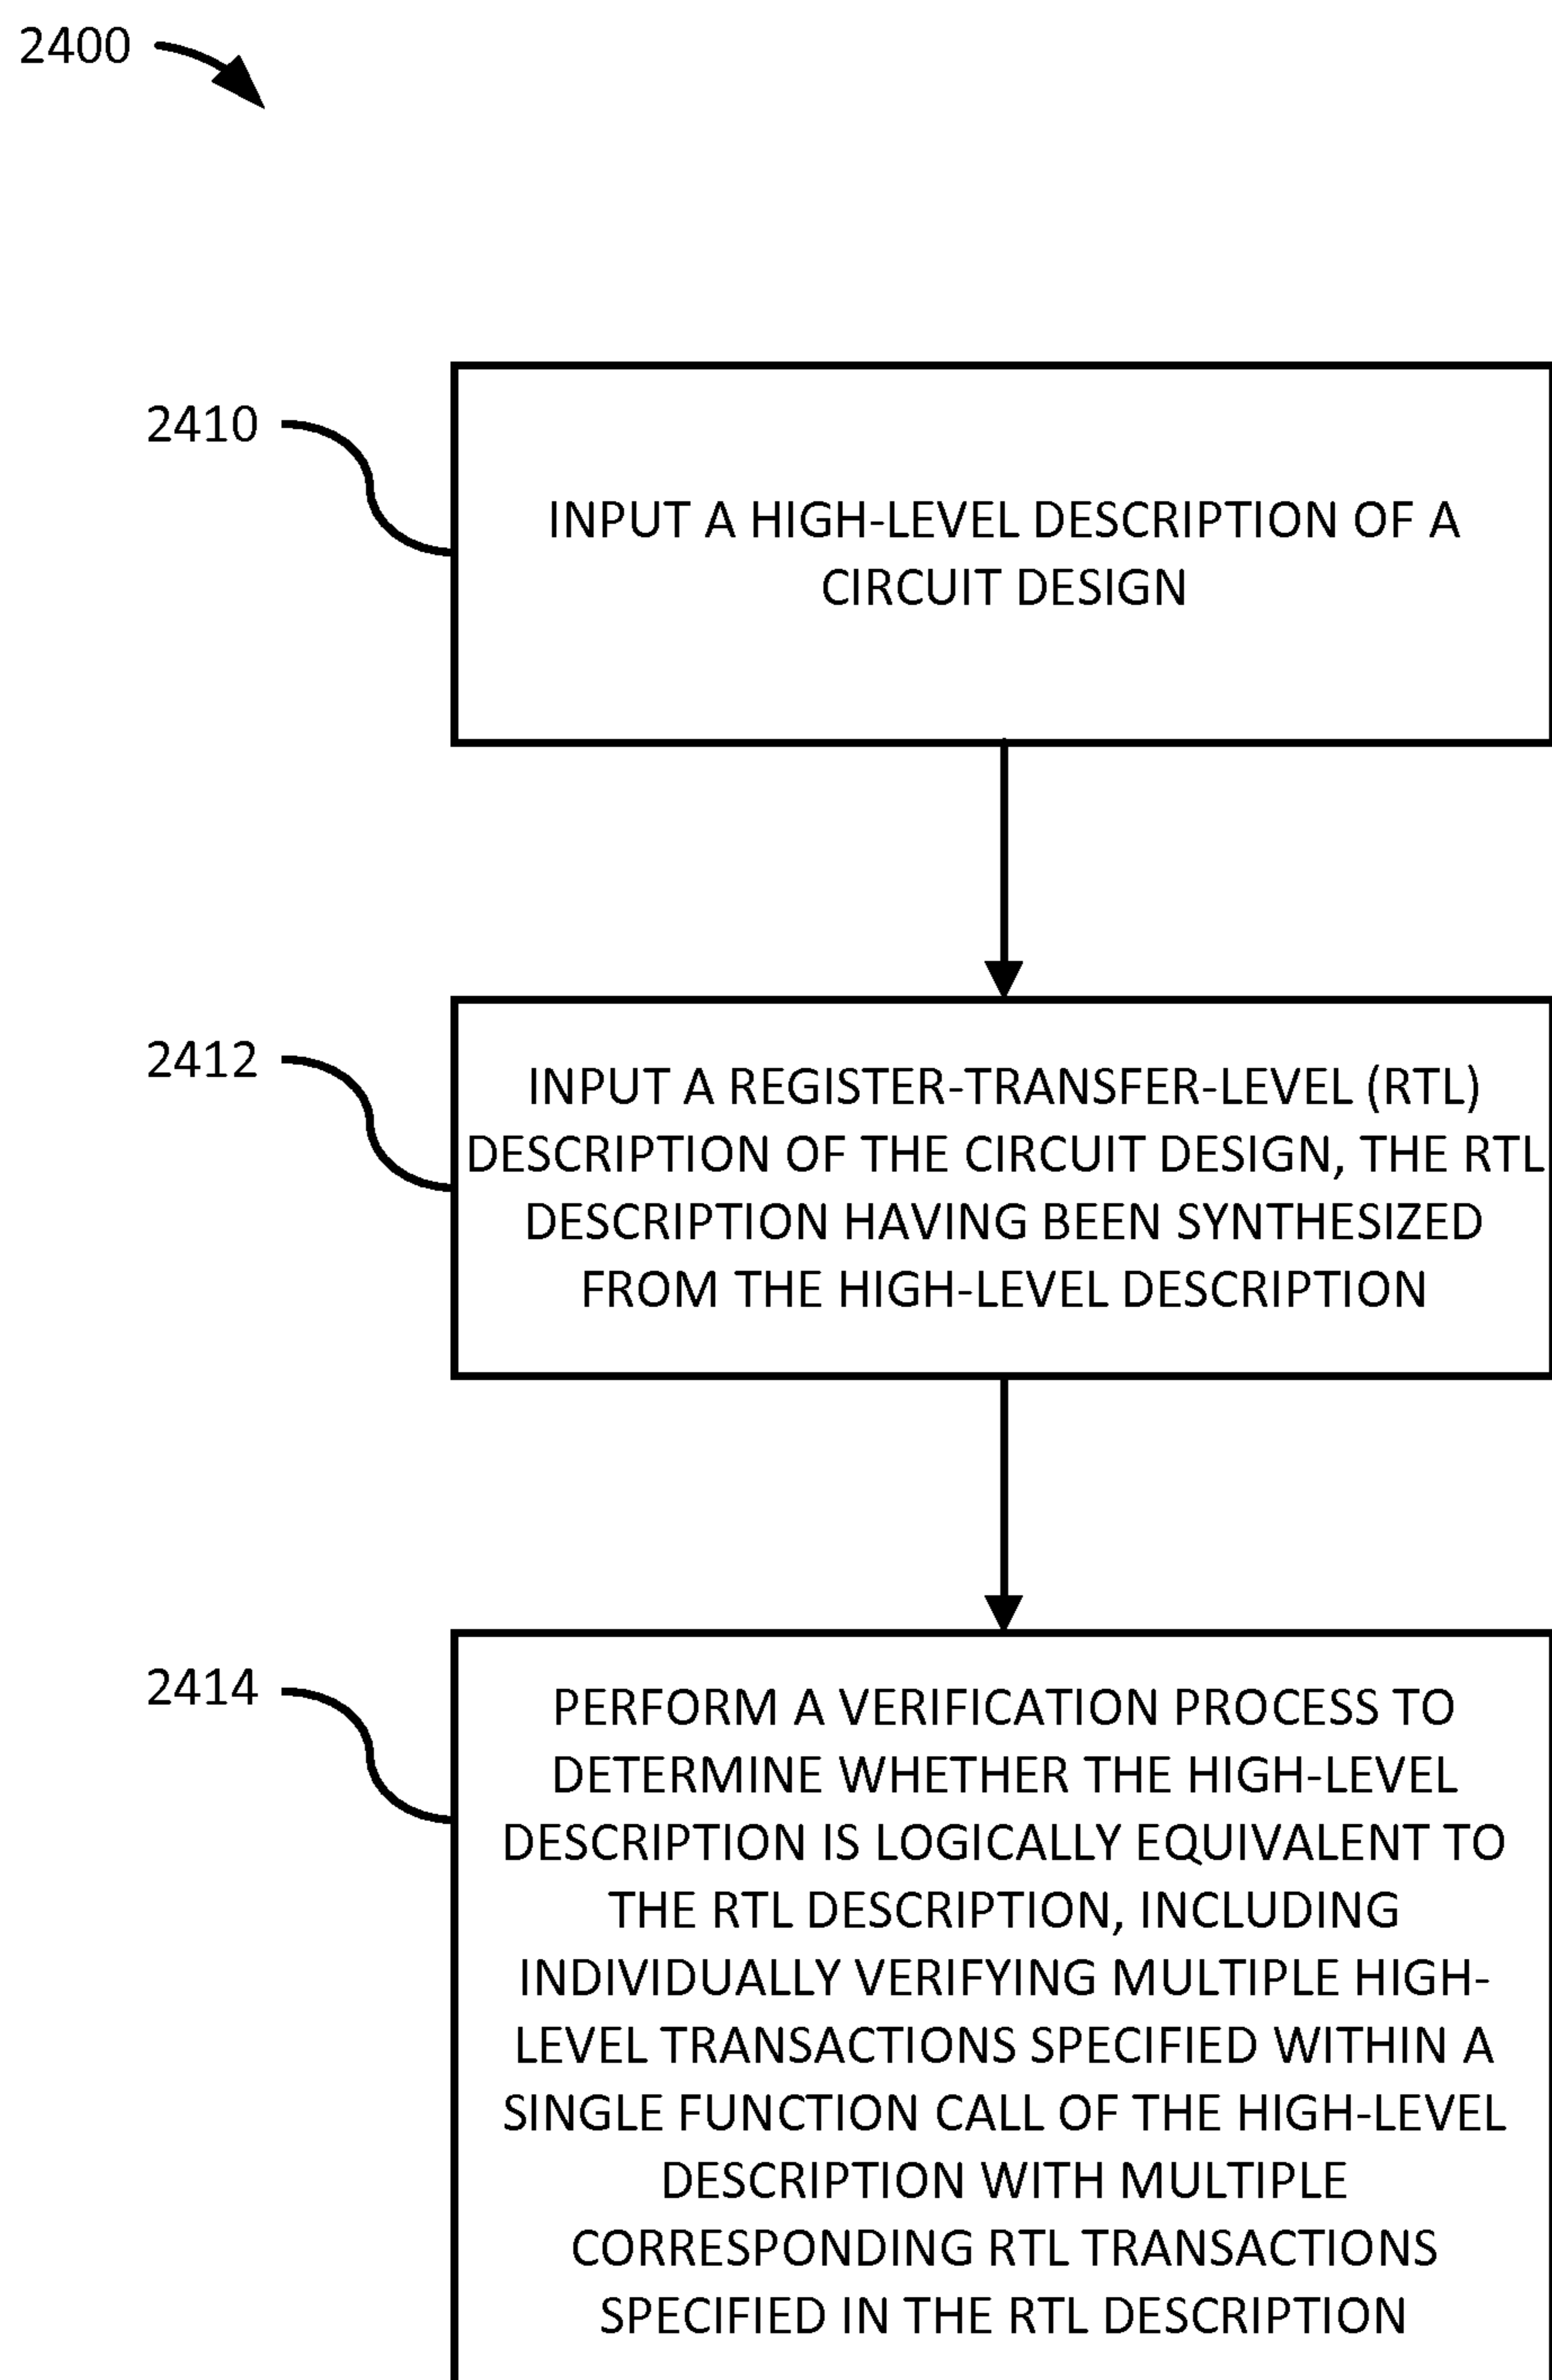 2400
2410
INPUT A HIGH-LEVEL DESCRIPTION OF A
CIRCUIT DESIGN
2412
INPUT A REGISTER-TRANSFER-LEVEL (RTL)
DESCRIPTION OF THE CIRCUIT DESIGN, THE RTL
DESCRIPTION HAVING BEEN SYNTHESIZED
FROM THE HIGH-LEVEL DESCRIPTION
2414
PERFORM A VERIFICATION PROCESS TO
DETERMINE WHETHER THE HIGH-LEVEL
DESCRIPTION IS LOGICALLY EQUIVALENT TO
THE RTL DESCRIPTION, INCLUDING
INDIVIDUALLY VERIFYING MULTIPLE HIGH-
LEVEL TRANSACTIONS SPECIFIED WITHIN A
SINGLE FUNCTION CALL OF THE HIGH-LEVEL
DESCRIPTION WITH MULTIPLE
CORRESPONDING RTL TRANSACTIONS
SPECIFIED IN THE RTL DESCRIPTION